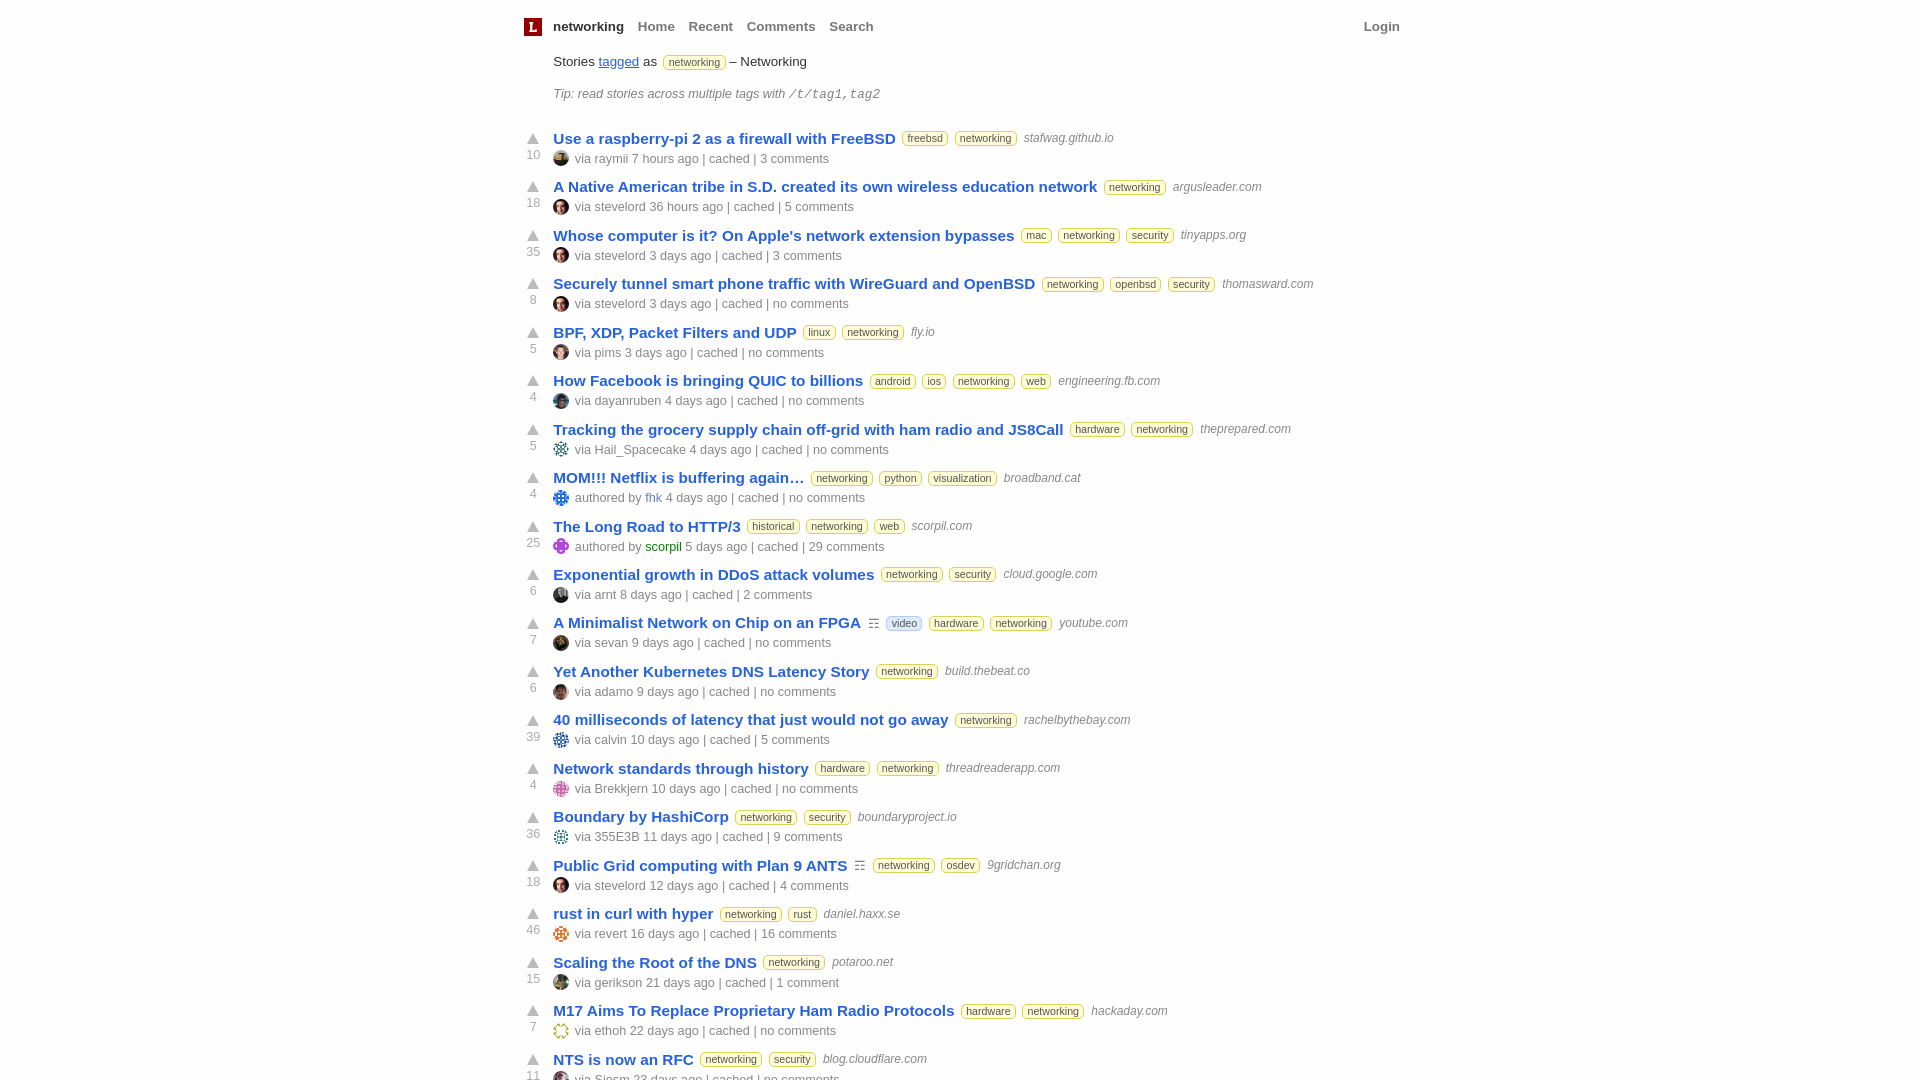 L networking Home Recent Comments Search Login
Stories tagged as networking – Networking
Tip: read stories across multiple tags with /t/tag1,tag2
Use a raspberry-pi 2 as a firewall with FreeBSD freebsd networking stafwag.github.io
10 via raymii 7 hours ago | cached | 3 comments
A Native American tribe in S.D. created its own wireless education network networking argusleader.com
18 via stevelord 36 hours ago | cached | 5 comments
Whose computer is it? On Apple's network extension bypasses mac networking security tinyapps.org
35 via stevelord 3 days ago | cached | 3 comments
Securely tunnel smart phone traffic with WireGuard and OpenBSD networking openbsd security thomasward.com
8 via stevelord 3 days ago | cached | no comments
BPF, XDP, Packet Filters and UDP linux networking fly.io
5 via pims 3 days ago | cached | no comments
How Facebook is bringing QUIC to billions android ios networking web engineering.fb.com
4 via dayanruben 4 days ago | cached | no comments
Tracking the grocery supply chain off-grid with ham radio and JS8Call hardware networking theprepared.com
5 via Hail_Spacecake 4 days ago | cached | no comments
MOM!!! Netflix is buffering again… networking python visualization broadband.cat
4 authored by fhk 4 days ago | cached | no comments
The Long Road to HTTP/3 historical networking web scorpil.com
25 authored by scorpil 5 days ago | cached | 29 comments
Exponential growth in DDoS attack volumes networking security cloud.google.com
6 via arnt 8 days ago | cached | 2 comments
A Minimalist Network on Chip on an FPGA ☶ video hardware networking youtube.com
7 via sevan 9 days ago | cached | no comments
Yet Another Kubernetes DNS Latency Story networking build.thebeat.co
6 via adamo 9 days ago | cached | no comments
40 milliseconds of latency that just would not go away networking rachelbythebay.com
39 via calvin 10 days ago | cached | 5 comments
Network standards through history hardware networking threadreaderapp.com
4 via Brekkjern 10 days ago | cached | no comments
Boundary by HashiCorp networking security boundaryproject.io
36 via 355E3B 11 days ago | cached | 9 comments
Public Grid computing with Plan 9 ANTS ☶ networking osdev 9gridchan.org
18 via stevelord 12 days ago | cached | 4 comments
rust in curl with hyper networking rust daniel.haxx.se
46 via revert 16 days ago | cached | 16 comments
Scaling the Root of the DNS networking potaroo.net
15 via gerikson 21 days ago | cached | 1 comment
M17 Aims To Replace Proprietary Ham Radio Protocols hardware networking hackaday.com
7 via ethoh 22 days ago | cached | no comments
NTS is now an RFC networking security blog.cloudflare.com
11 via Siosm 23 days ago | cached | no comments